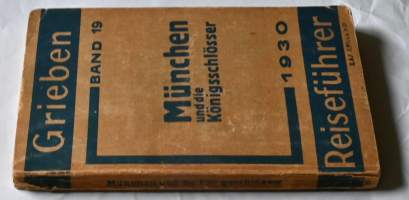 Grieben
BAND 19
München
und die
Königsschlösser
1930
Reiseführer